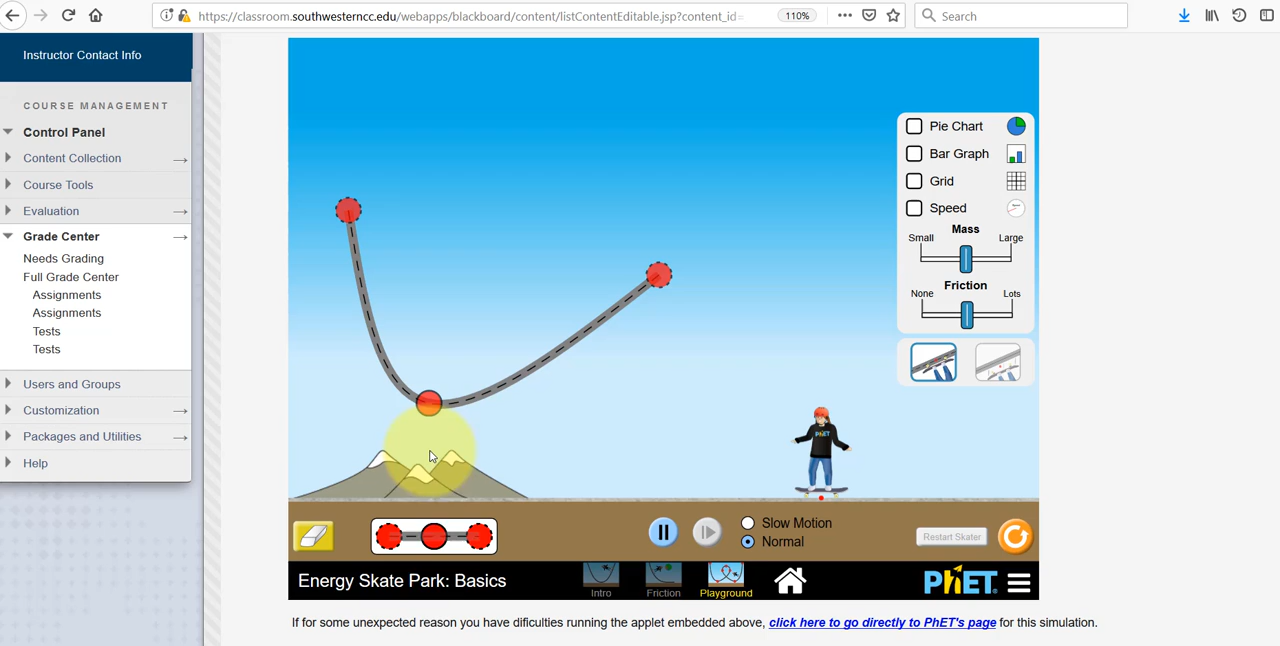 https://classroom.southwesterncc.edu/webapps/blackboard/content/listContentEditable.jsp?content_id=
110%
Search
Instructor Contact Info
COURSE MANAGEMENT
Control Panel
Content Collection
Course Tools
Evaluation
Grade Center
Needs Grading
Full Grade Center
Assignments
Assignments
Tests
Tests
Users and Groups
Customization
Packages and Utilities
Help
Pie Chart
Bar Graph
Grid
Speed
Mass
Small Large
Friction
None Lots
PhET
Slow Motion
Normal
Restart Skater
Energy Skate Park: Basics
Intro
Friction
Playground
PhET
If for some unexpected reason you have dificulties running the applet embedded above, click here to go directly to PhET's page for this simulation.